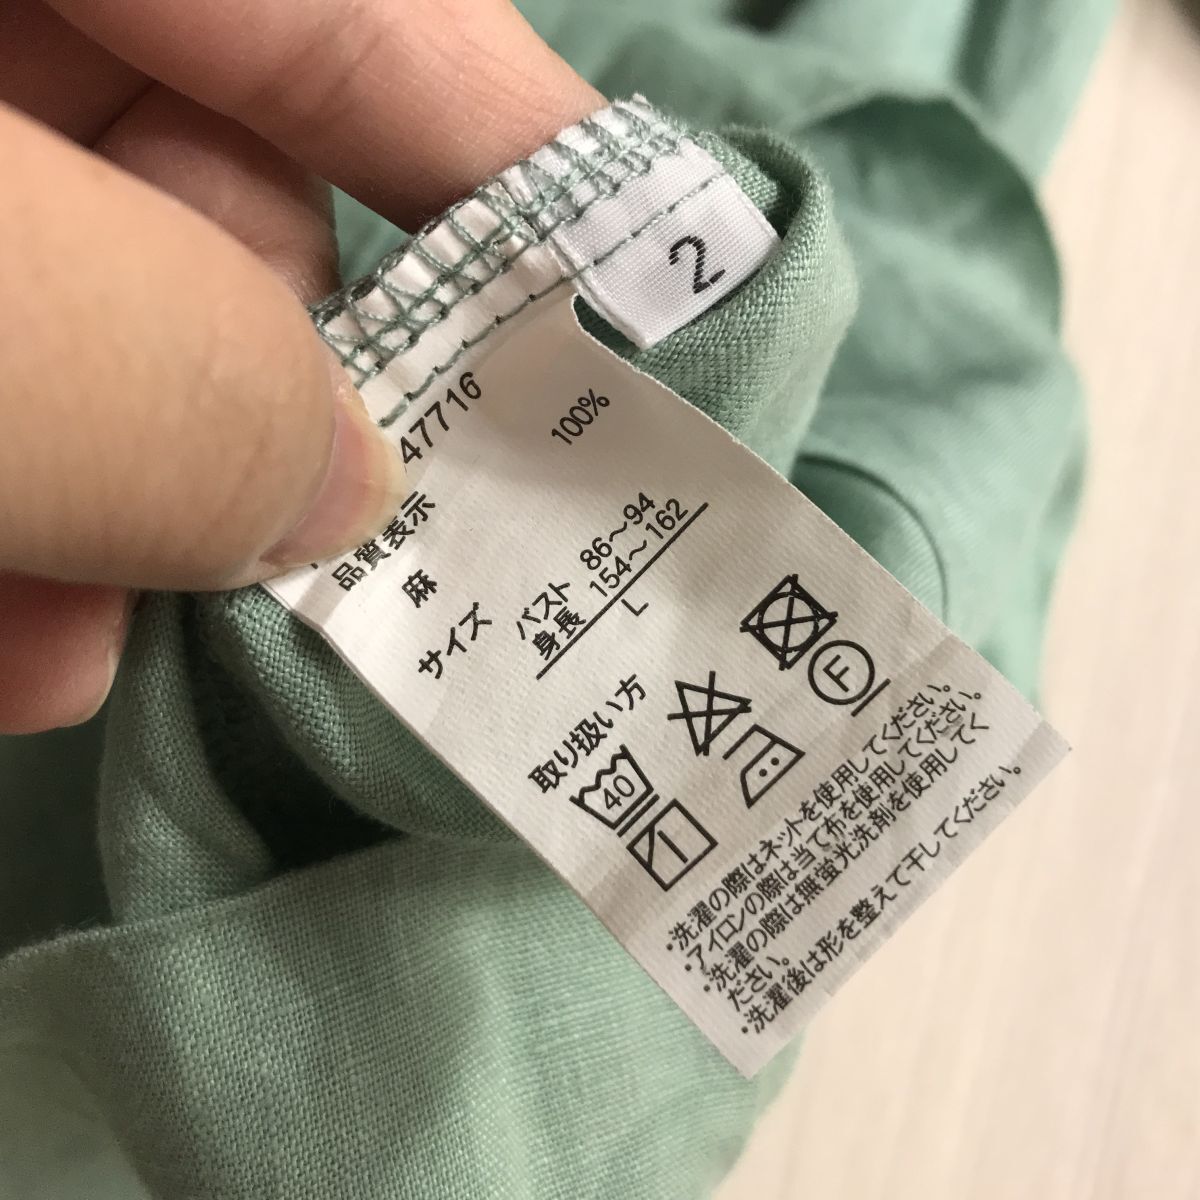 2
47716
品質表示
麻 100%
サイズ
バスト 86～94
身長 154～162
L
取り扱い方
40
F
・洗濯の際はネットを使用してください。
・アイロンの際は当て布を使用してください。
・洗濯の際は無蛍光洗剤を使用してく
ださい。
・洗濯後は形を整えて干してください。